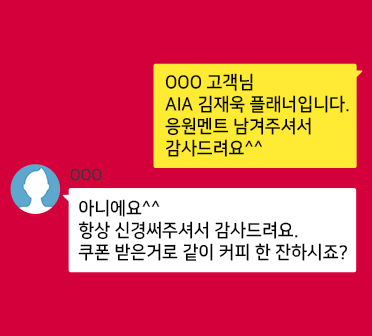 OOO 고객님
AIA 김재욱 플래너입니다.
응원멘트 남겨주셔서
감사드려요^^
OOO
아니에요^^
항상 신경써주셔서 감사드려요.
쿠폰 받은거로 같이 커피 한 잔하시죠?